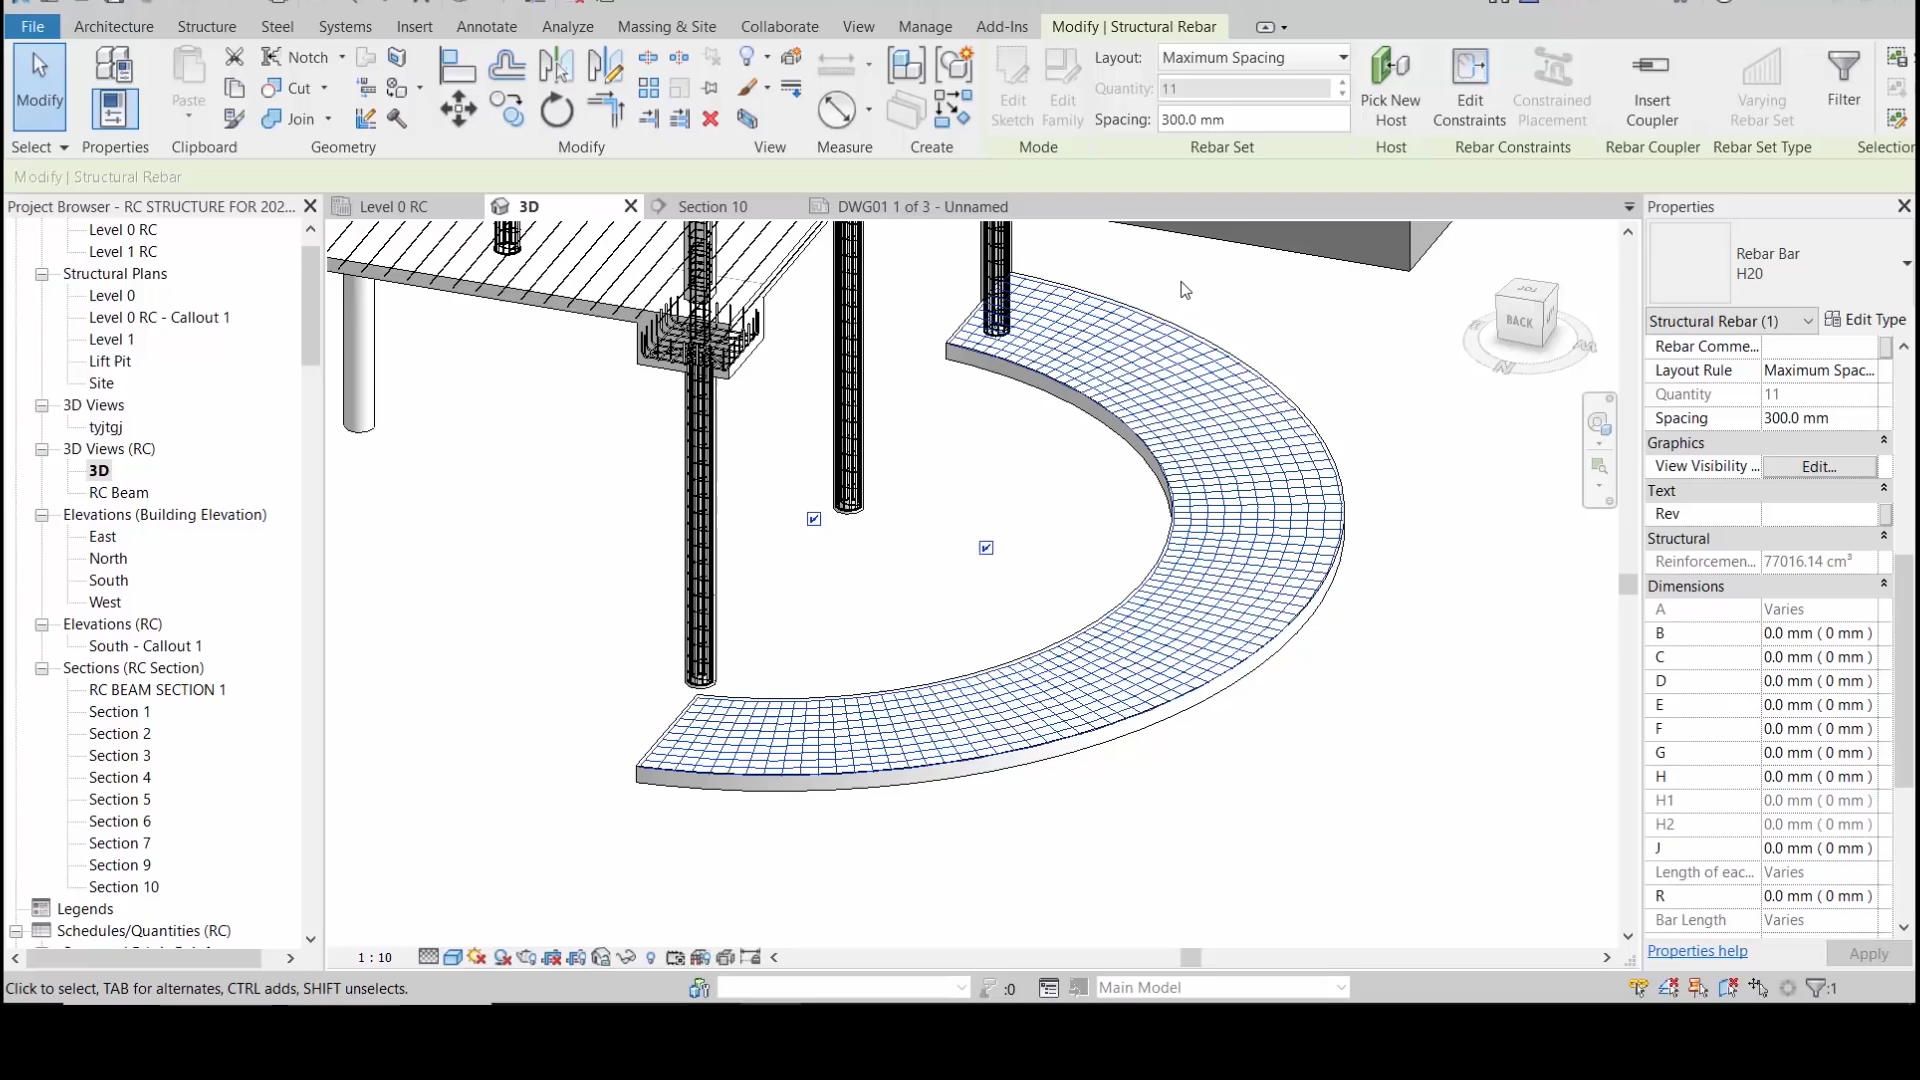 File Architecture Structure Steel Systems Insert Annotate Analyze Massing & Site Collaborate View Manage Add-Ins Modify | Structural Rebar
Notch
Layout: Maximum Spacing
Cut
Quantity: 11
Modify Paste Edit Sketch Edit Family Pick New Host Edit Constraints Constrained Placement Insert Coupler Varying Rebar Set Filter
Join
Spacing: 300.0 mm
Select Properties Clipboard Geometry Modify View Measure Create Mode Rebar Set Host Rebar Constraints Rebar Coupler Rebar Set Type Selection
Modify | Structural Rebar
Project Browser - RC STRUCTURE FOR 202...
Level 0 RC 3D Section 10 DWG01 1 of 3 - Unnamed
Properties
Level 0 RC
Level 1 RC
Structural Plans
Level 0
Level 0 RC - Callout 1
Level 1
Lift Pit
Site
3D Views
tyjtgj
3D Views (RC)
3D
RC Beam
Elevations (Building Elevation)
East
North
South
West
Elevations (RC)
South - Callout 1
Sections (RC Section)
RC BEAM SECTION 1
Section 1
Section 2
Section 3
Section 4
Section 5
Section 6
Section 7
Section 9
Section 10
Legends
Schedules/Quantities (RC)
BACK
Rebar Bar
H20
Structural Rebar (1) Edit Type
Rebar Comme...
Layout Rule Maximum Spac...
Quantity 11
Spacing 300.0 mm
Graphics
View Visibility ... Edit...
Text
Rev
Structural
Reinforcemen... 77016.14 cm³
Dimensions
A Varies
B 0.0 mm ( 0 mm )
C 0.0 mm ( 0 mm )
D 0.0 mm ( 0 mm )
E 0.0 mm ( 0 mm )
F 0.0 mm ( 0 mm )
G 0.0 mm ( 0 mm )
H 0.0 mm ( 0 mm )
H1 0.0 mm ( 0 mm )
H2 0.0 mm ( 0 mm )
J 0.0 mm ( 0 mm )
Length of eac... Varies
R 0.0 mm ( 0 mm )
Bar Length Varies
Properties help Apply
1 : 10
Click to select, TAB for alternates, CTRL adds, SHIFT unselects.
:0
Main Model
:1